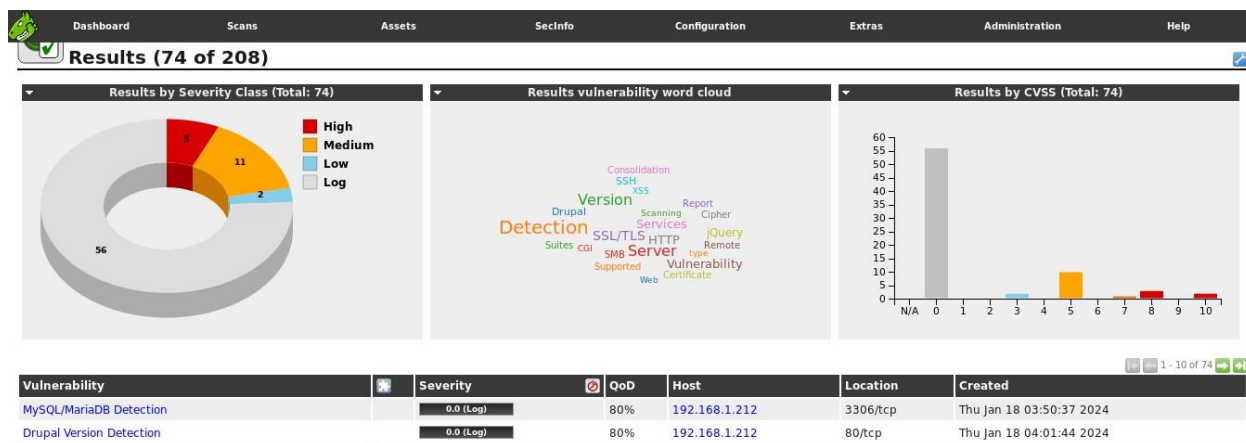 Dashboard Scans Assets SecInfo Configuration Extras Administration Help
Results (74 of 208)
Results by Severity Class (Total: 74)
5
11
2
56
High
Medium
Low
Log
Results vulnerability word cloud
Consolidation
SSH
XSS
Version
Report
Drupal
Scanning
Cipher
Detection
Services
SSL/TLS
HTTP
jQuery
Suites
CGI
SMB
Server
type
Remote
Supported
Vulnerability
Web
Certificate
Results by CVSS (Total: 74)
60
55
50
45
40
35
30
25
20
15
10
5
0
N/A 0 1 2 3 4 5 6 7 8 9 10
1 - 10 of 74
Vulnerability Severity QoD Host Location Created
MySQL/MariaDB Detection 0.0 (Log) 80% 192.168.1.212 3306/tcp Thu Jan 18 03:50:37 2024
Drupal Version Detection 0.0 (Log) 80% 192.168.1.212 80/tcp Thu Jan 18 04:01:44 2024